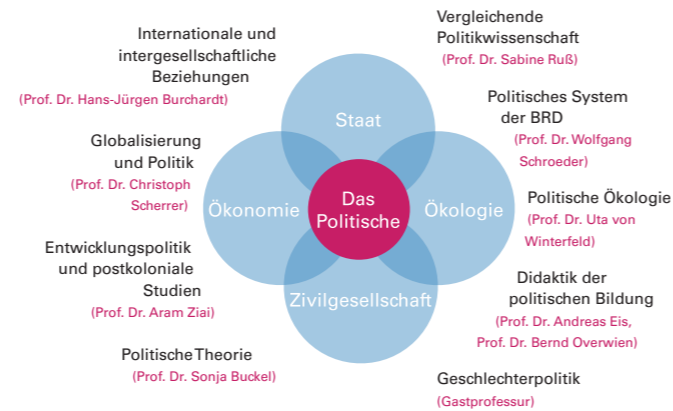 Internationale und
intergesellschaftliche
Beziehungen
(Prof. Dr. Hans-Jürgen Burchardt)
Globalisierung
und Politik
(Prof. Dr. Christoph
Scherrer)
Entwicklungspolitik
und postkoloniale
Studien
(Prof. Dr. Aram Ziai)
Politische Theorie
(Prof. Dr. Sonja Buckel)
Staat
Ökonomie
Das
Politische
Ökologie
Zivilgesellschaft
Vergleichende
Politikwissenschaft
(Prof. Dr. Sabine Ruß)
Politisches System
der BRD
(Prof. Dr. Wolfgang
Schroeder)
Politische Ökologie
(Prof. Dr. Uta von
Winterfeld)
Didaktik der
politischen Bildung
(Prof. Dr. Andreas Eis,
Prof. Dr. Bernd Overwien)
Geschlechterpolitik
(Gastprofessur)